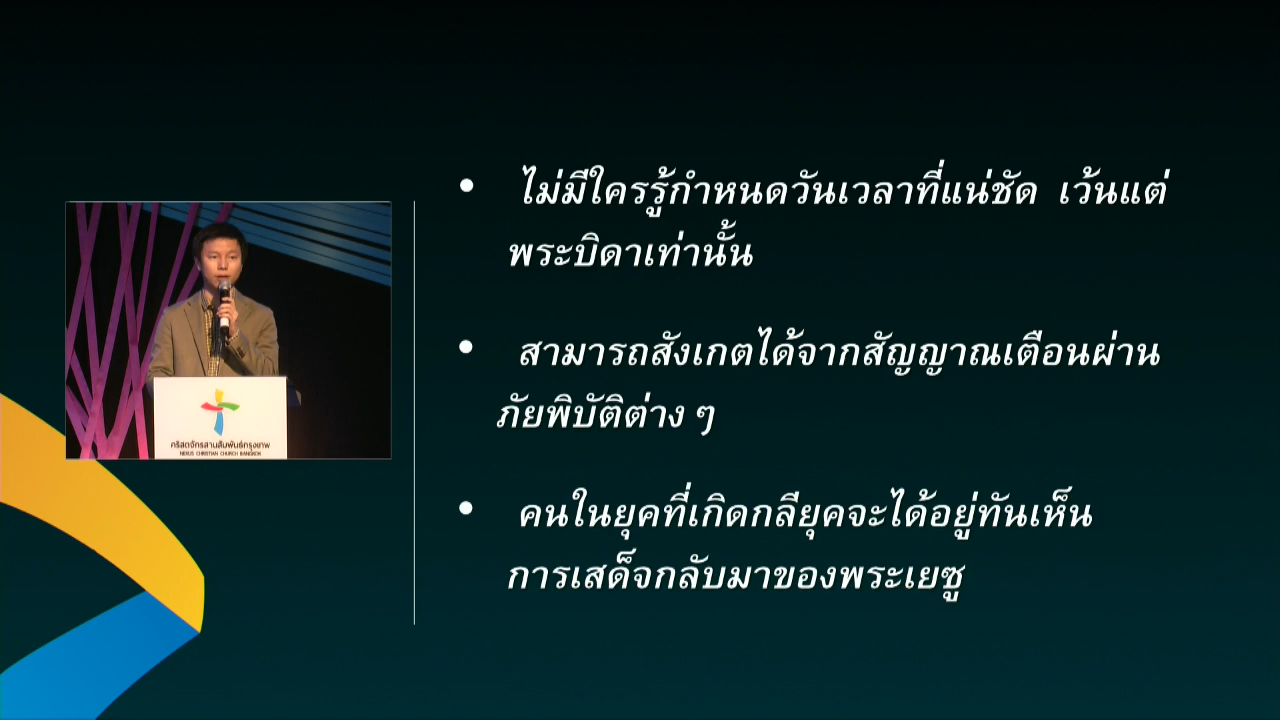 • ไม่มีใครรู้กำหนดวันเวลาที่แน่ชัด เว้นแต่
พระบิดาเท่านั้น
• สามารถสังเกตได้จากสัญญาณเตือนผ่าน
ภัยพิบัติต่าง ๆ
• คนในยุคที่เกิดกลียุคจะได้อยู่ทันเห็น
การเสด็จกลับมาของพระเยซู
คริสตจักรสานสัมพันธ์กรุงเทพ
NEXUS CHRISTIAN CHURCH BANGKOK